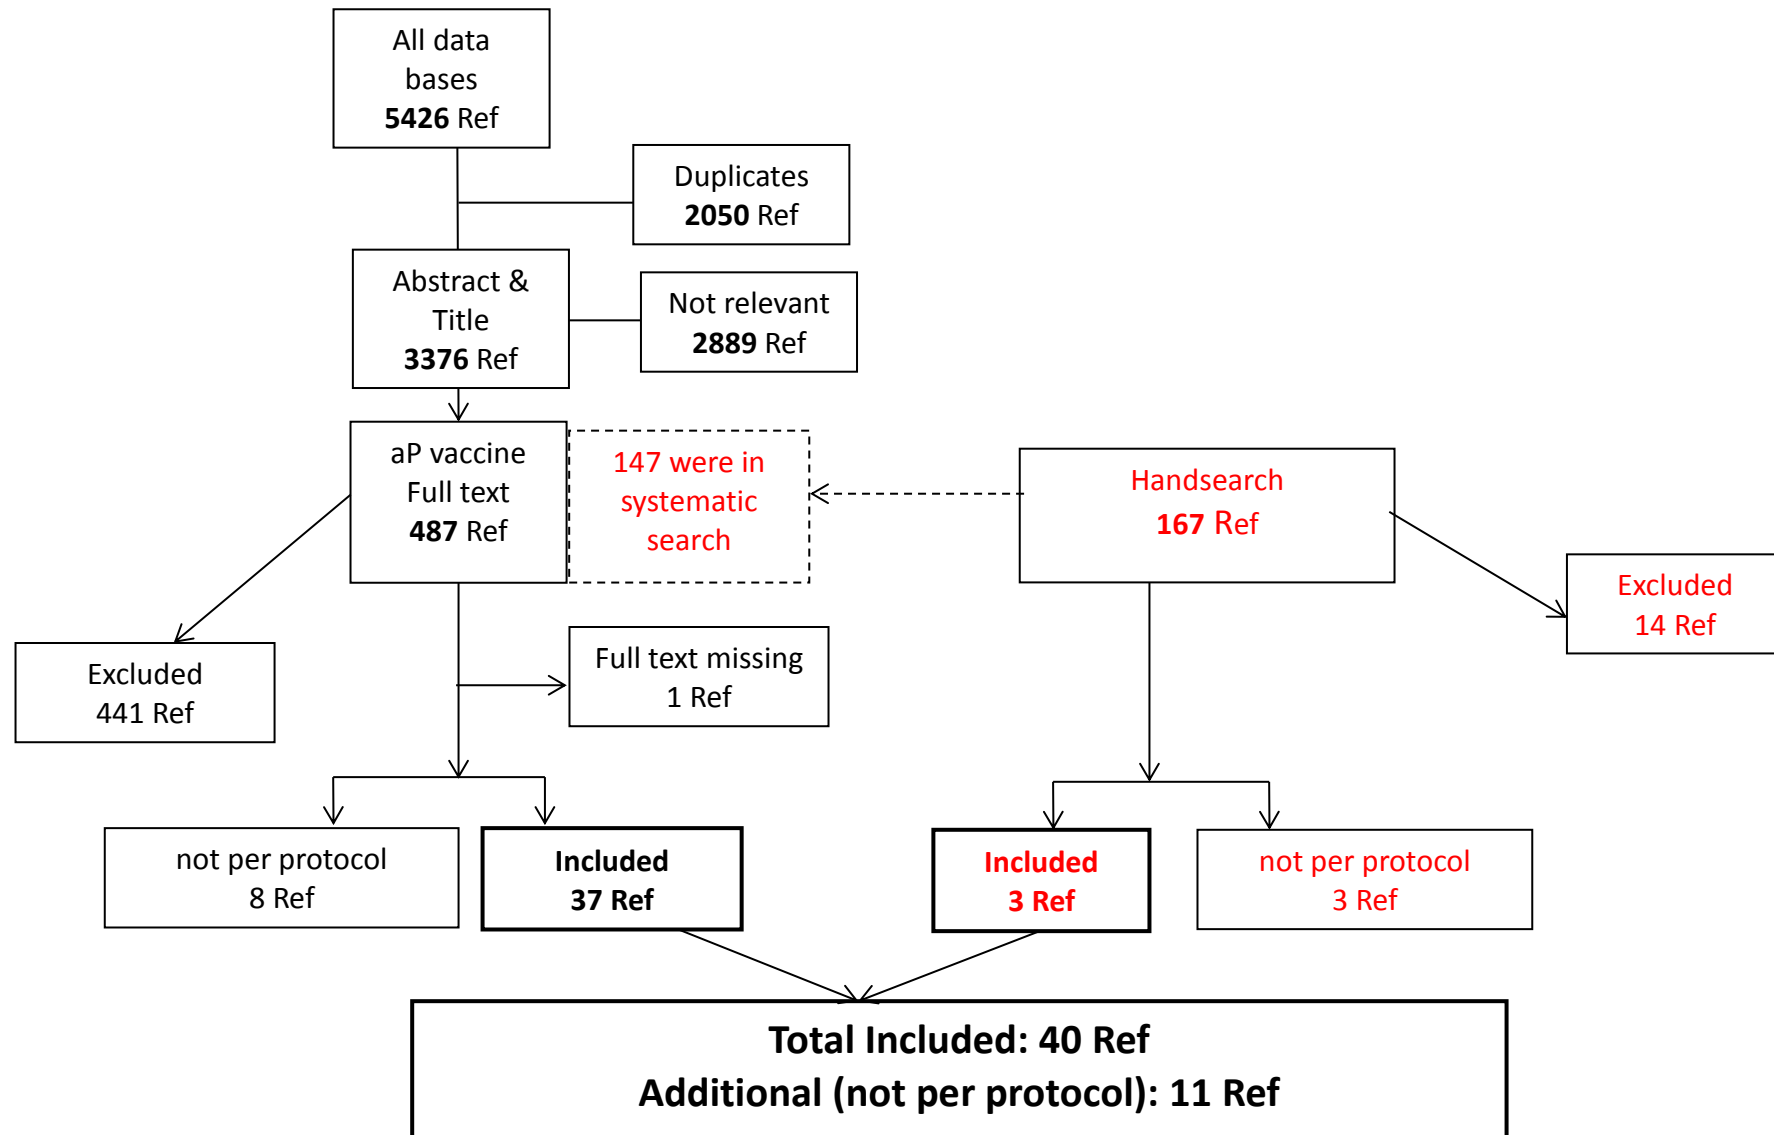 All data
bases
5426 Ref
Duplicates
2050 Ref
Abstract &
Title
3376 Ref
Not relevant
2889 Ref
aP vaccine
Full text
487 Ref
147 were in
systematic
search
Handsearch
167 Ref
Excluded
14 Ref
Excluded
441 Ref
Full text missing
1 Ref
not per protocol
8 Ref
Included
37 Ref
Included
3 Ref
not per protocol
3 Ref
Total Included: 40 Ref
Additional (not per protocol): 11 Ref